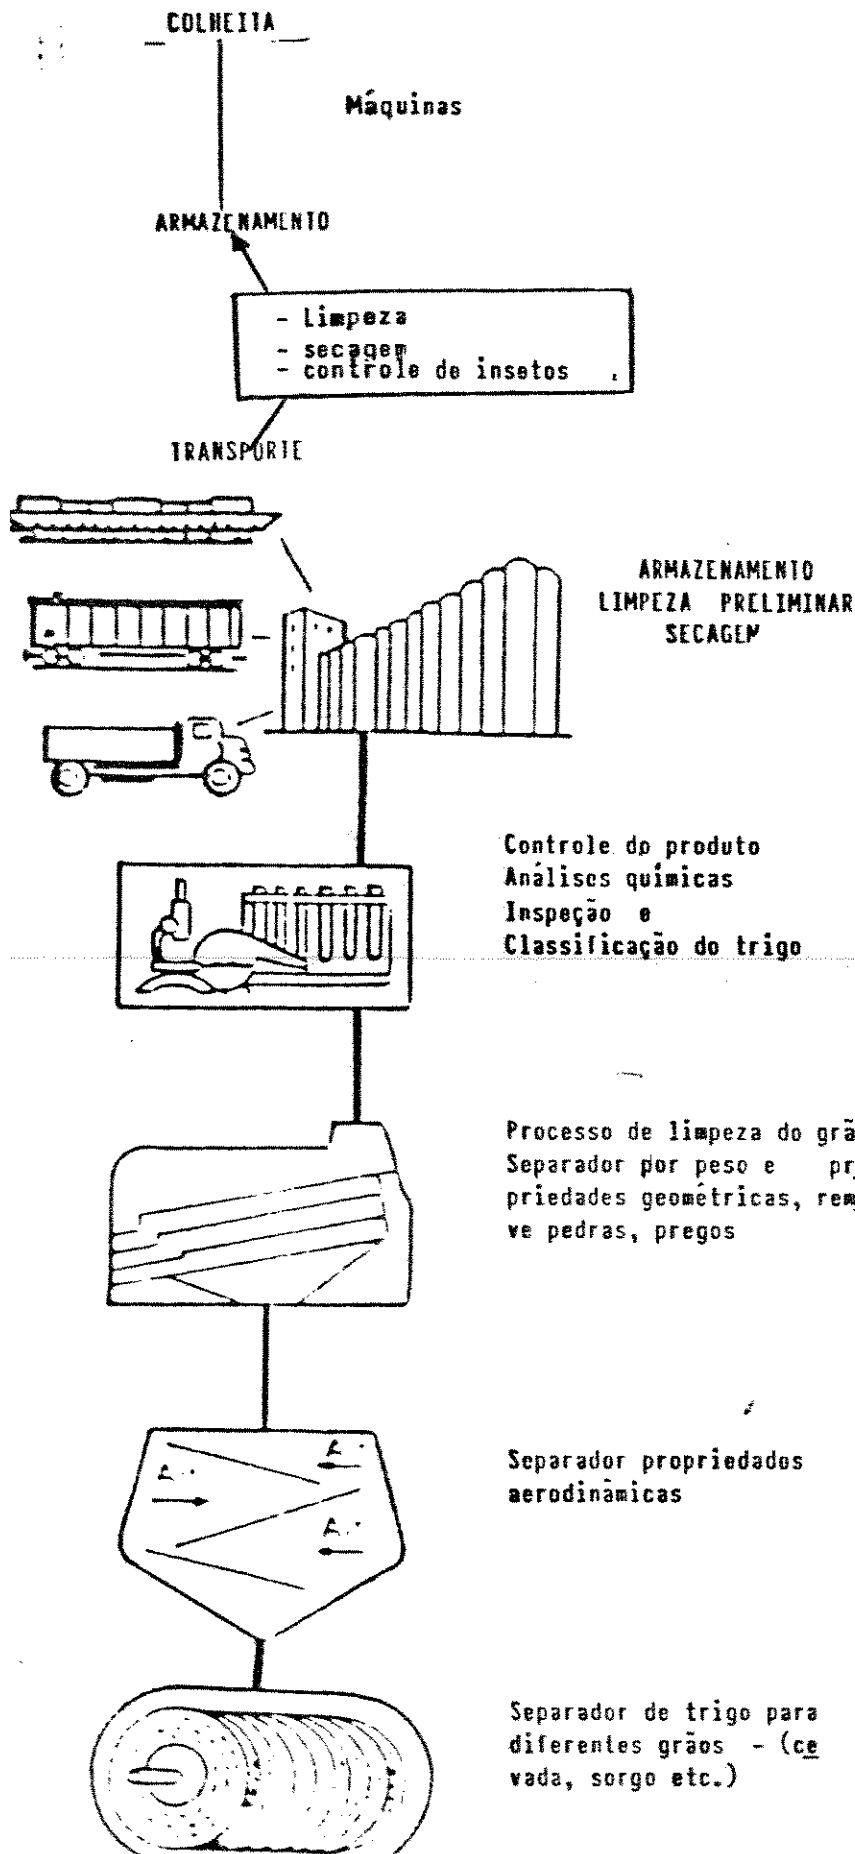 COLHEITA
Máquinas
ARMAZENAMENTO
- Limpeza
- secagem
- controle de insetos
TRANSPORTE
ARMAZENAMENTO
LIMPEZA PRELIMINAR
SECAGEM
Controle do produto
Análises químicas
Inspeção e
Classificação do trigo
Processo de limpeza do grã
Separador por peso e pr
priedades geométricas, rem
ve pedras, pregos
Separador propriedados
aerodinâmicas
Separador de trigo para
diferentes grãos - (ce
vada, sorgo etc.)